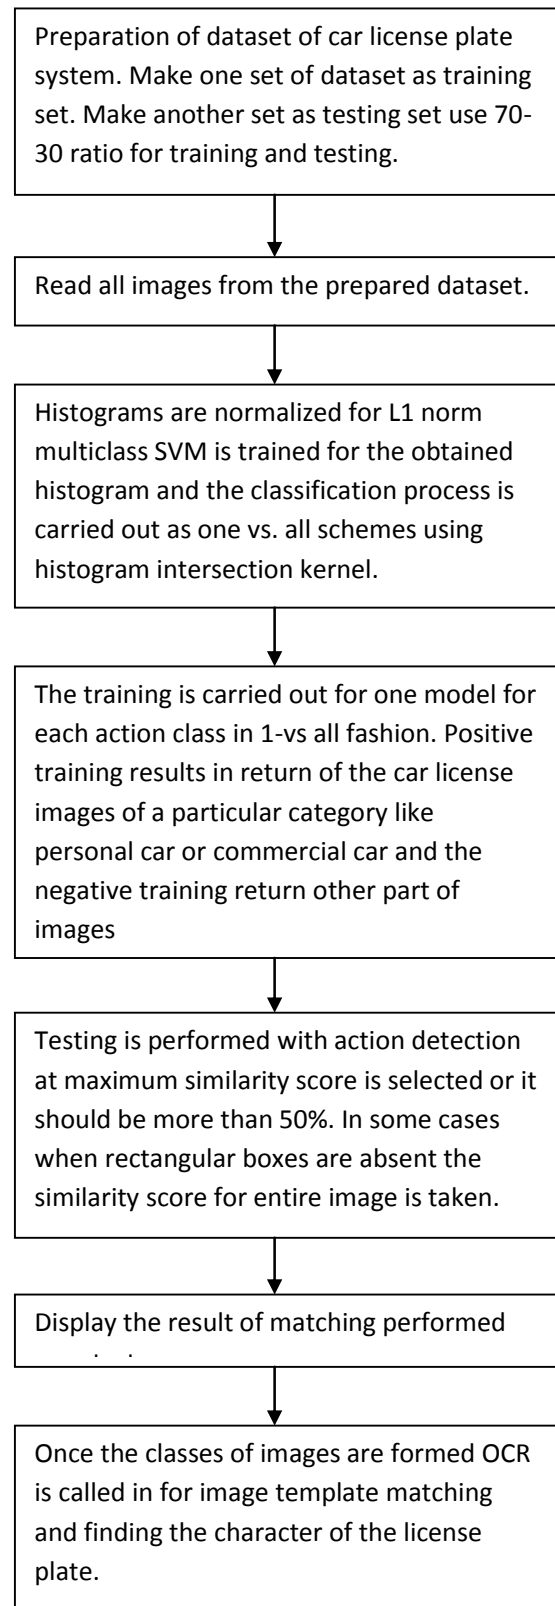 Preparation of dataset of car license plate
system. Make one set of dataset as training
set. Make another set as testing set use 70-
30 ratio for training and testing.
Read all images from the prepared dataset.
Histograms are normalized for L1 norm
multiclass SVM is trained for the obtained
histogram and the classification process is
carried out as one vs. all schemes using
histogram intersection kernel.
The training is carried out for one model for
each action class in 1-vs all fashion. Positive
training results in return of the car license
images of a particular category like
personal car or commercial car and the
negative training return other part of
images
Testing is performed with action detection
at maximum similarity score is selected or it
should be more than 50%. In some cases
when rectangular boxes are absent the
similarity score for entire image is taken.
Display the result of matching performed
Once the classes of images are formed OCR
is called in for image template matching
and finding the character of the license
plate.